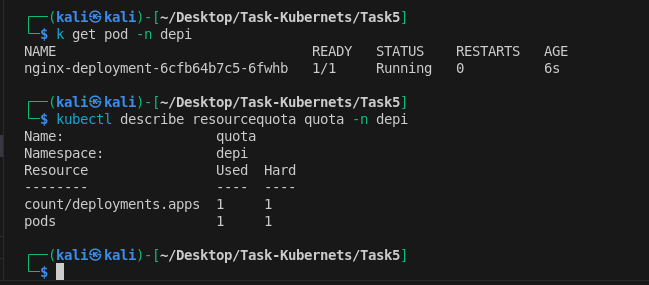 ┌──(kali㉿kali)-[~/Desktop/Task-Kubernets/Task5]
└─$ k get pod -n depi
NAME                                READY   STATUS    RESTARTS   AGE
nginx-deployment-6cfb64b7c5-6fwhb   1/1     Running   0          6s
┌──(kali㉿kali)-[~/Desktop/Task-Kubernets/Task5]
└─$ kubectl describe resourcequota quota -n depi
Name:                   quota
Namespace:              depi
Resource                Used  Hard
--------                ----  ----
count/deployments.apps  1     1
pods                    1     1
┌──(kali㉿kali)-[~/Desktop/Task-Kubernets/Task5]
└─$